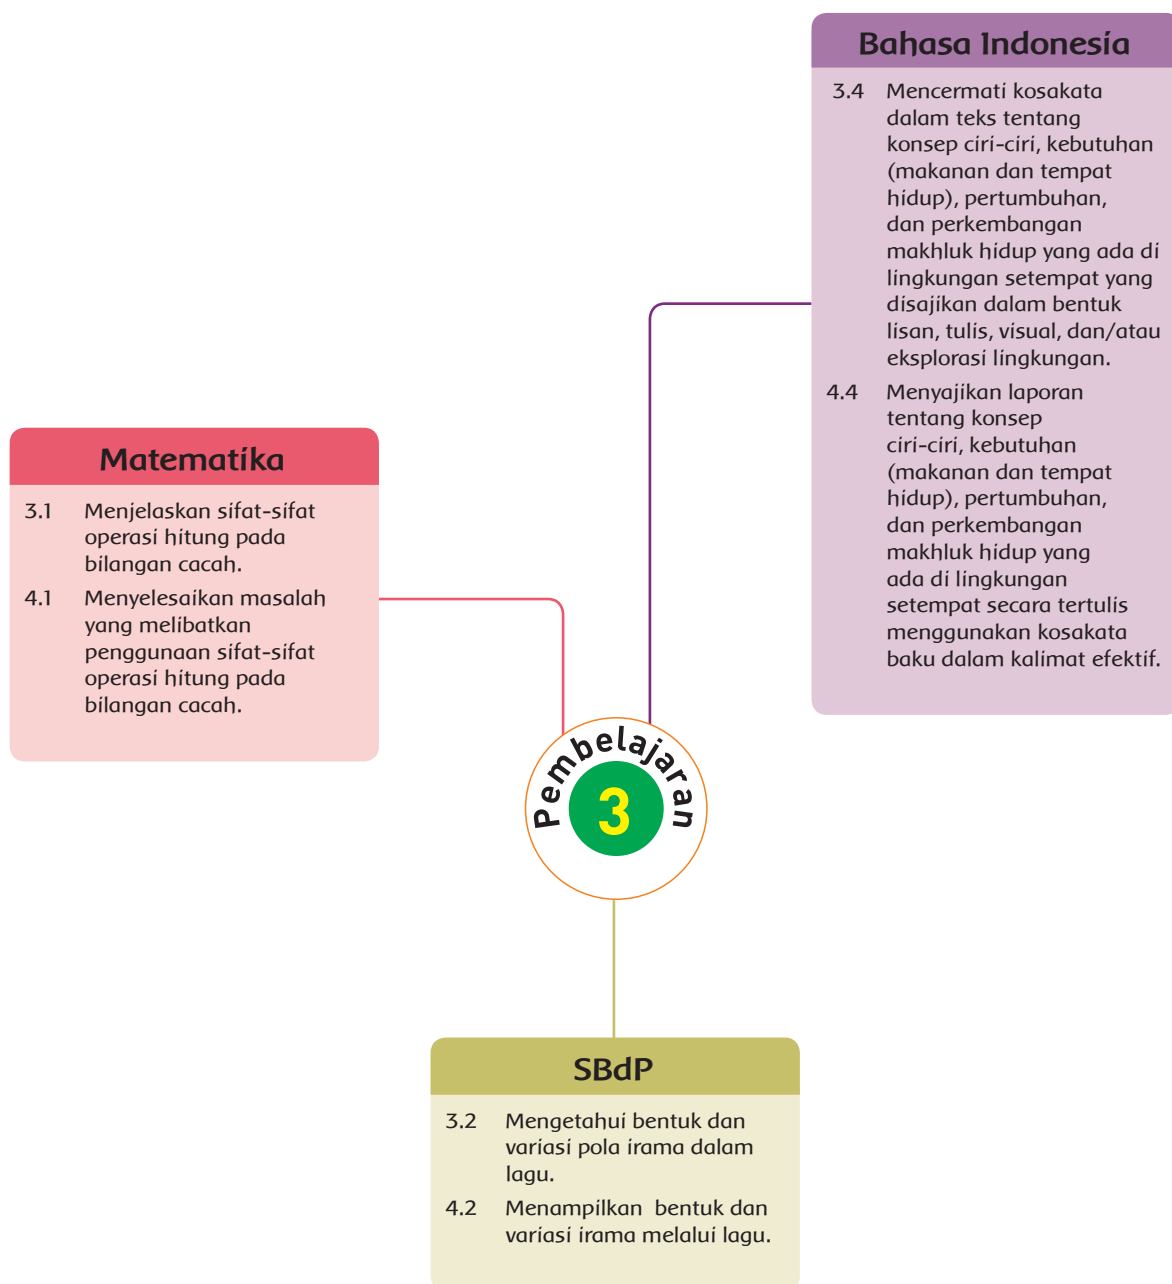 Bahasa Indonesia
3.4 Mencermati kosakata
dalam teks tentang
konsep ciri-ciri, kebutuhan
(makanan dan tempat
hidup), pertumbuhan,
dan perkembangan
makhluk hidup yang ada di
lingkungan setempat yang
disajikan dalam bentuk
lisan, tulis, visual, dan/atau
eksplorasi lingkungan.
4.4 Menyajikan laporan
tentang konsep
ciri-ciri, kebutuhan
(makanan dan tempat
hidup), pertumbuhan,
dan perkembangan
makhluk hidup yang
ada di lingkungan
setempat secara tertulis
menggunakan kosakata
baku dalam kalimat efektif.
Matematika
3.1 Menjelaskan sifat-sifat
operasi hitung pada
bilangan cacah.
4.1 Menyelesaikan masalah
yang melibatkan
penggunaan sifat-sifat
operasi hitung pada
bilangan cacah.
Pembelajaran
3
SBdP
3.2 Mengetahui bentuk dan
variasi pola irama dalam
lagu.
4.2 Menampilkan bentuk dan
variasi irama melalui lagu.